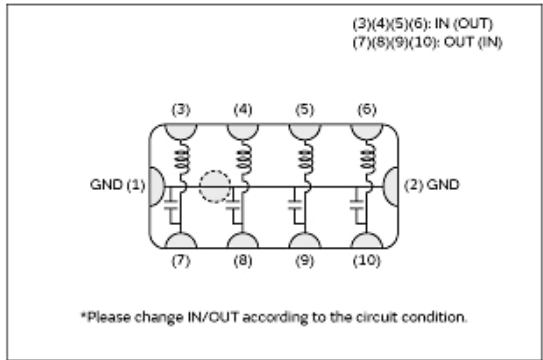 (3)(4)(5)(6): IN (OUT)
(7)(8)(9)(10): OUT (IN)
(3) (4) (5) (6)
GND (1) (2) GND
(7) (8) (9) (10)
*Please change IN/OUT according to the circuit condition.